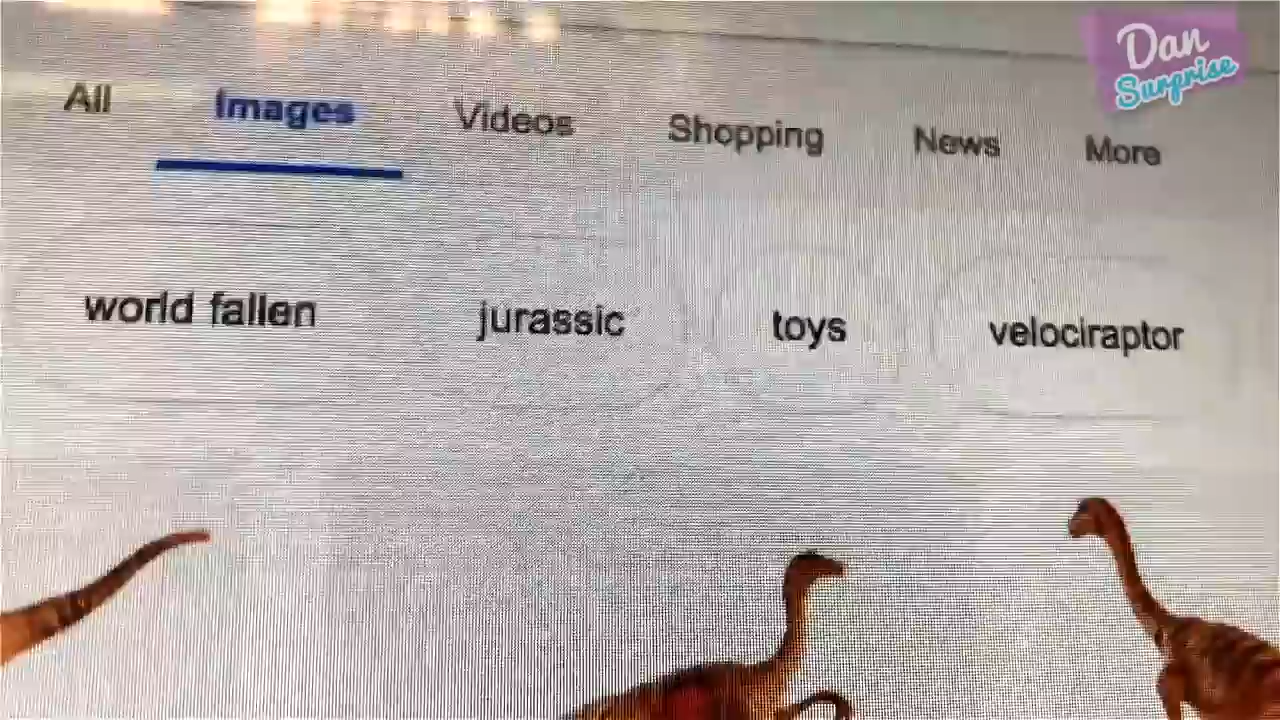 Dan
Surprise
All Images Videos Shopping News More
world fallen jurassic toys velociraptor